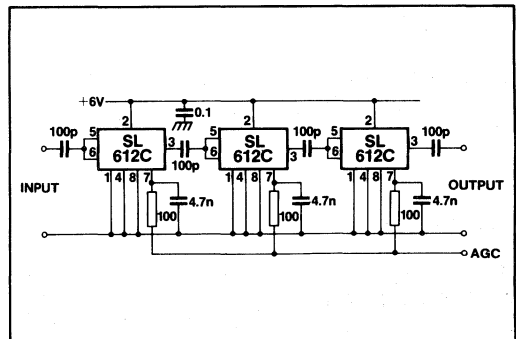 +6V
0.1
2 2 2
100p 5 6 SL 612C 3 100p 5 6 SL 612C 3 100p 5 6 SL 612C 3 100p
INPUT
1 4 8 7 1 4 8 7 1 4 8 7
OUTPUT
100 4.7n 100 4.7n 100 4.7n
AGC